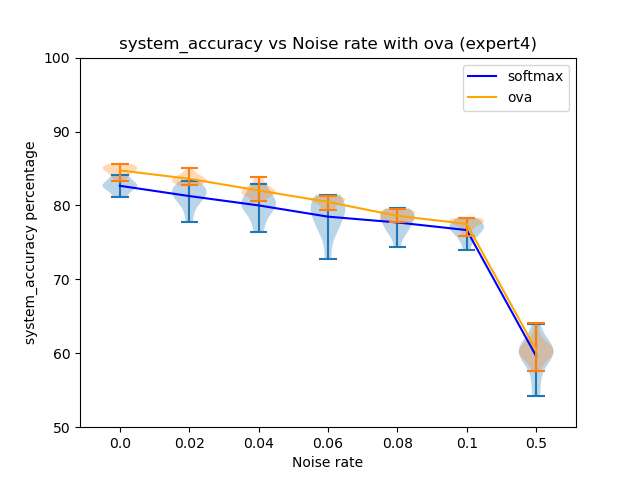 system_accuracy vs Noise rate with ova (expert4)
softmax
ova
system_accuracy percentage
100
90
80
70
60
50
0.0 0.02 0.04 0.06 0.08 0.1 0.5
Noise rate